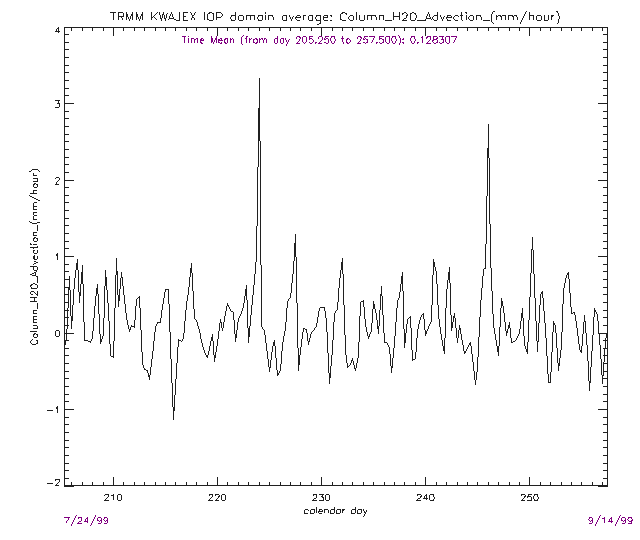 TRMM KWAJEX IOP domain average: Column_H2O_Advection_(mm/hour)
Time Mean (from day 205.250 to 257.500): 0.128307
4
3
2
1
0
-1
-2
Column_H2O_Advection_(mm/hour)
210 220 230 240 250
calendar day
7/24/99 9/14/99